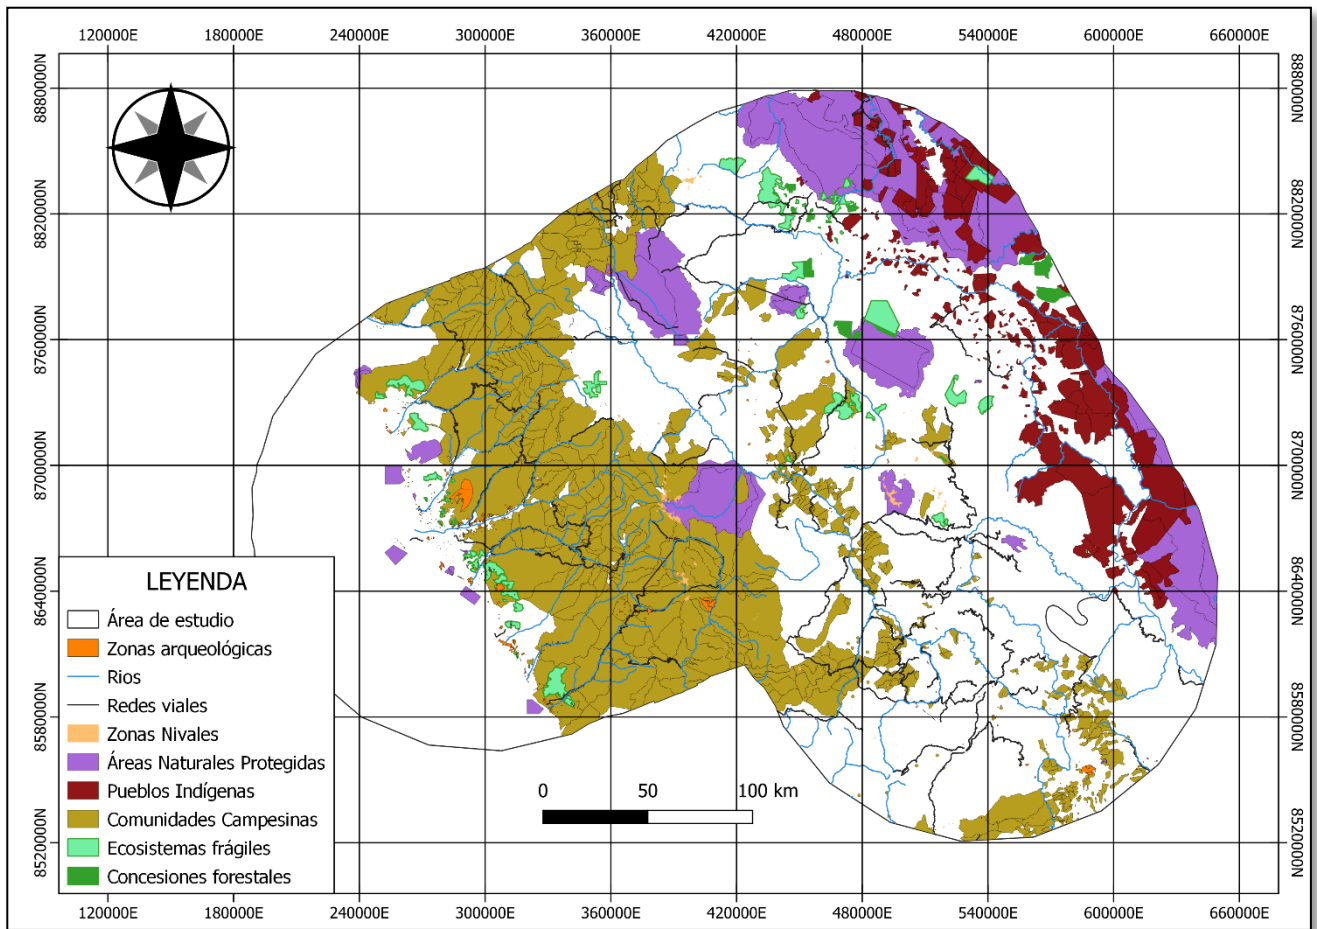 120000E 180000E 240000E 300000E 360000E 420000E 480000E 540000E 600000E 660000E
8880000N
8820000N
8760000N
8700000N
8640000N
8580000N
8520000N
8880000N
8820000N
8760000N
8700000N
8640000N
8580000N
8520000N
LEYENDA
Área de estudio
Zonas arqueológicas
Rios
Redes viales
Zonas Nivales
Áreas Naturales Protegidas
Pueblos Indígenas
Comunidades Campesinas
Ecosistemas frágiles
Concesiones forestales
0 50 100 km
120000E 180000E 240000E 300000E 360000E 420000E 480000E 540000E 600000E 660000E